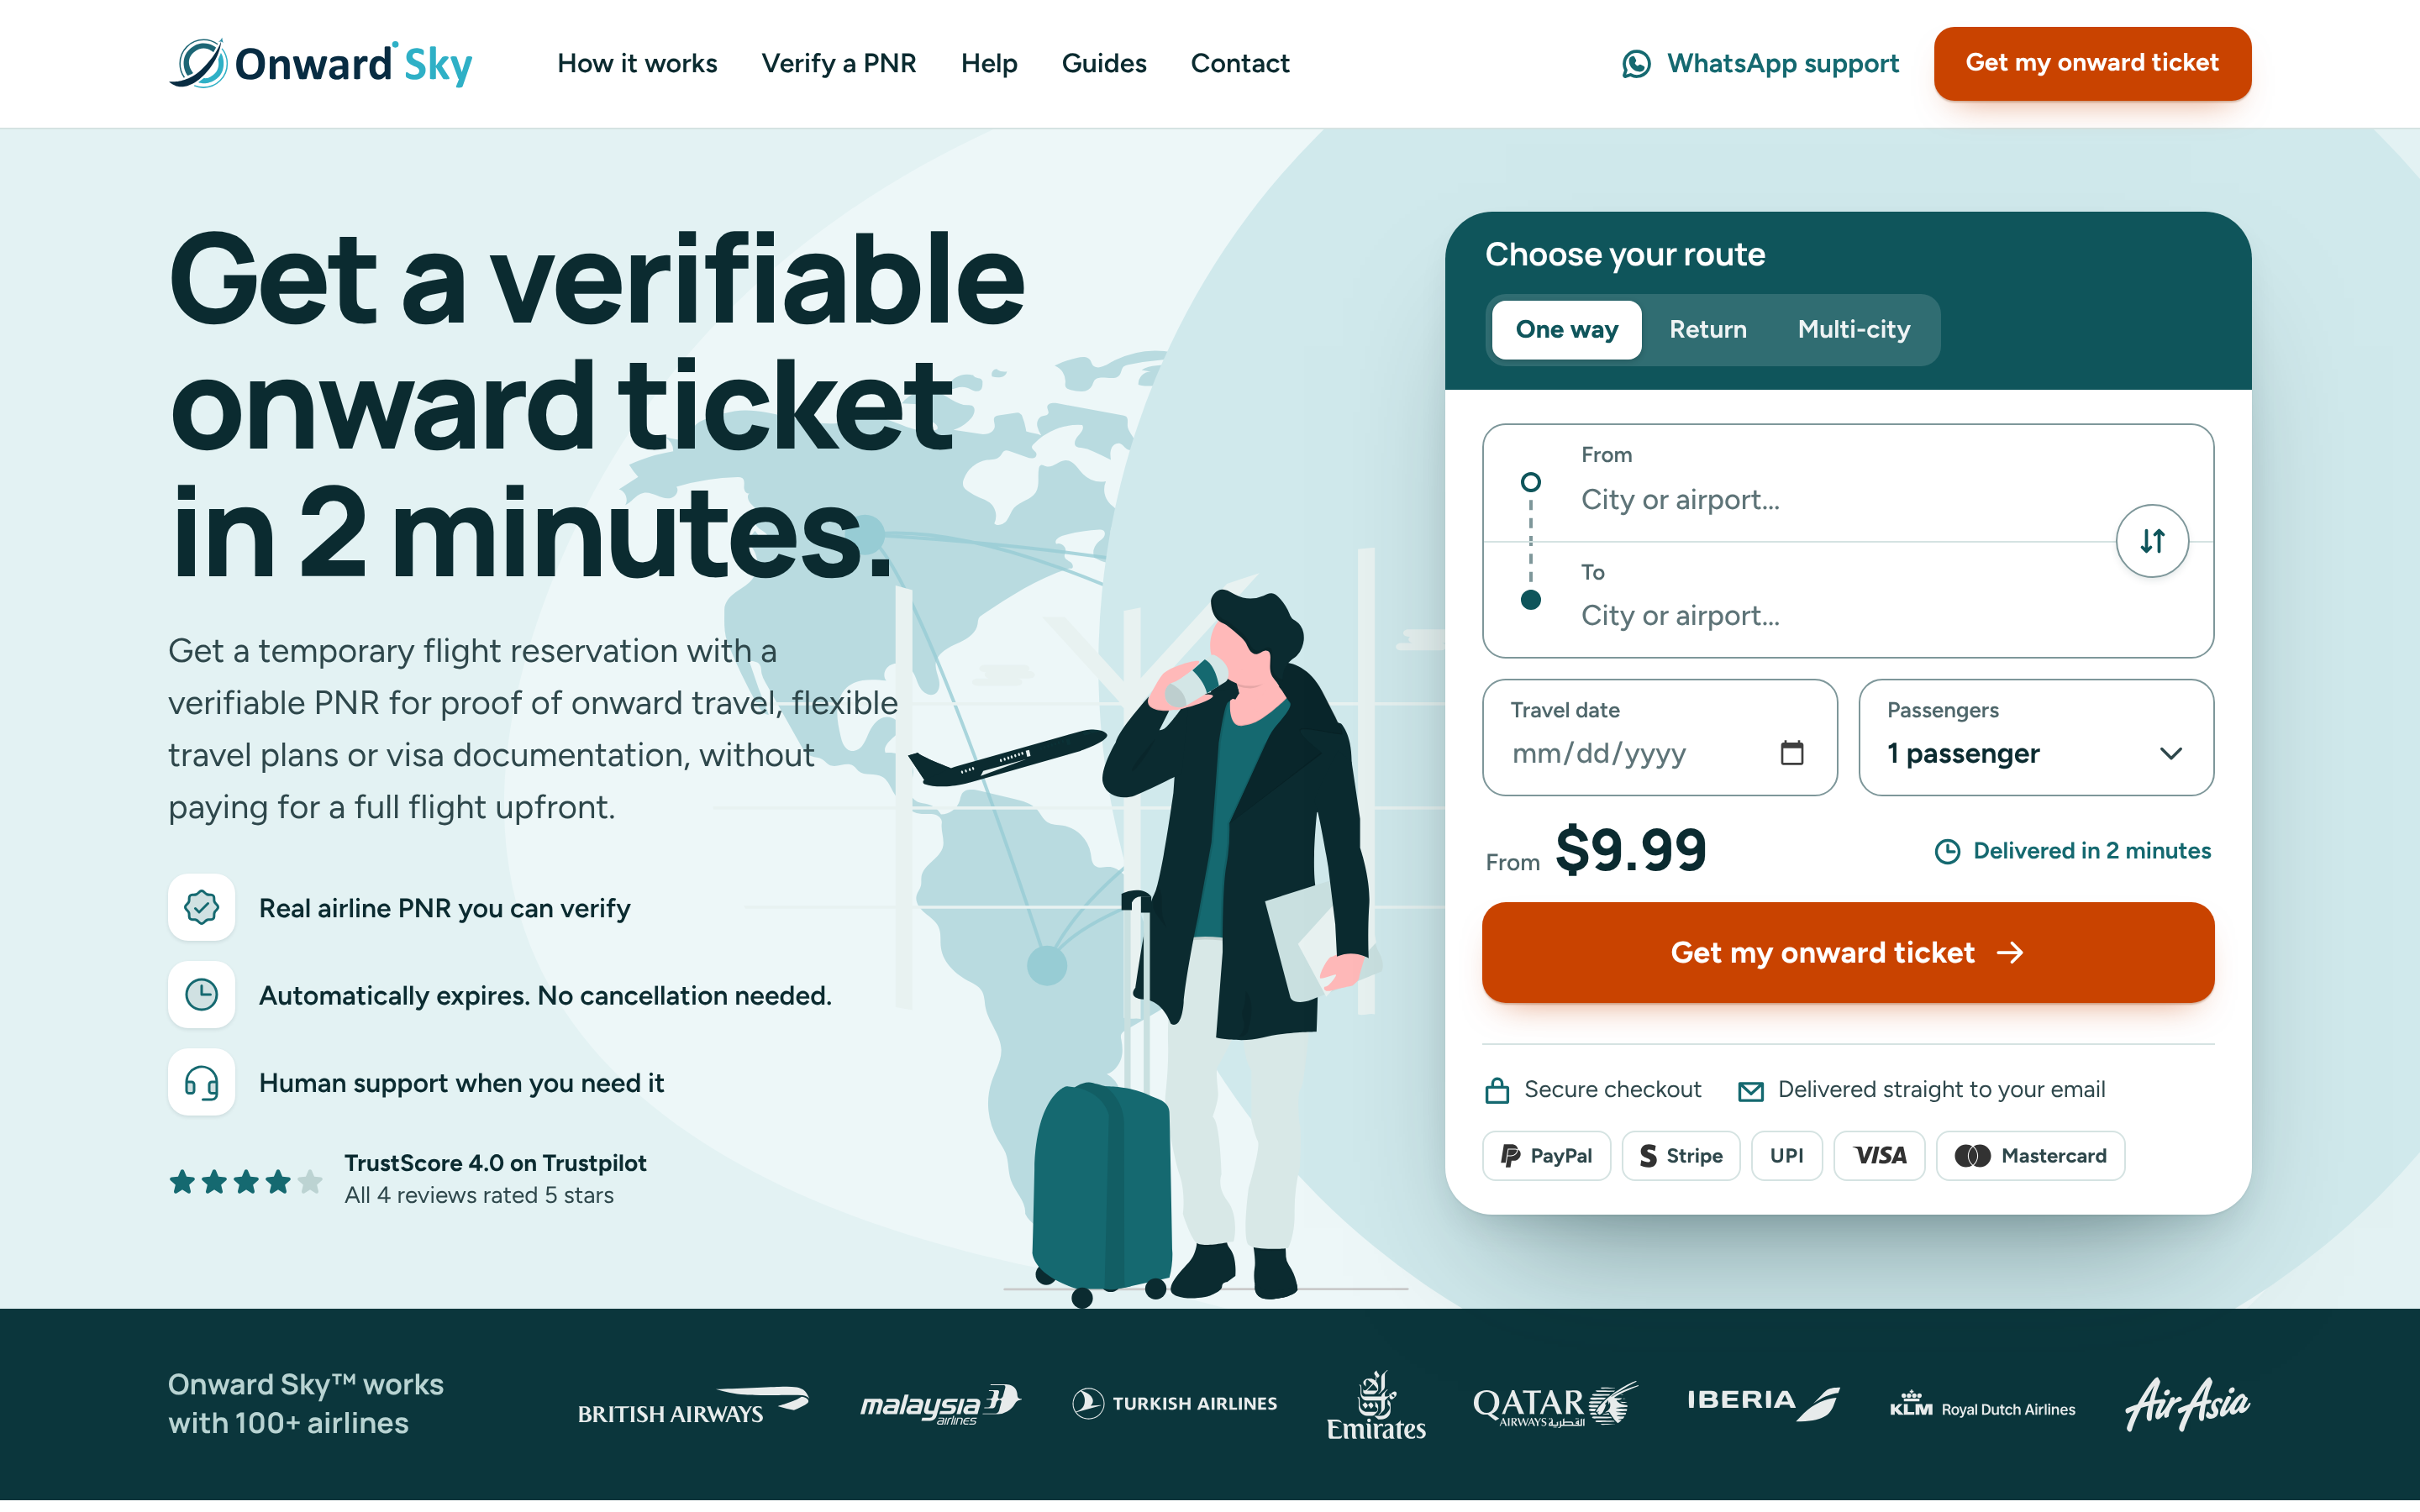 Onward Sky
How it works
Verify a PNR
Help
Guides
Contact
WhatsApp support
Get my onward ticket
Get a verifiable
onward ticket
in 2 minutes.
Get a temporary flight reservation with a
verifiable PNR for proof of onward travel, flexible
travel plans or visa documentation, without
paying for a full flight upfront.
Real airline PNR you can verify
Automatically expires. No cancellation needed.
Human support when you need it
TrustScore 4.0 on Trustpilot
All 4 reviews rated 5 stars
Choose your route
One way
Return
Multi-city
From
City or airport...
To
City or airport...
Travel date
mm/dd/yyyy
Passengers
1 passenger
From $9.99
Delivered in 2 minutes
Get my onward ticket
Secure checkout
Delivered straight to your email
PayPal
Stripe
UPI
VISA
Mastercard
Onward Sky™ works
with 100+ airlines
BRITISH AIRWAYS
malaysia
airlines
TURKISH AIRLINES
Emirates
QATAR
AIRWAYS القطرية
IBERIA
KLM Royal Dutch Airlines
AirAsia